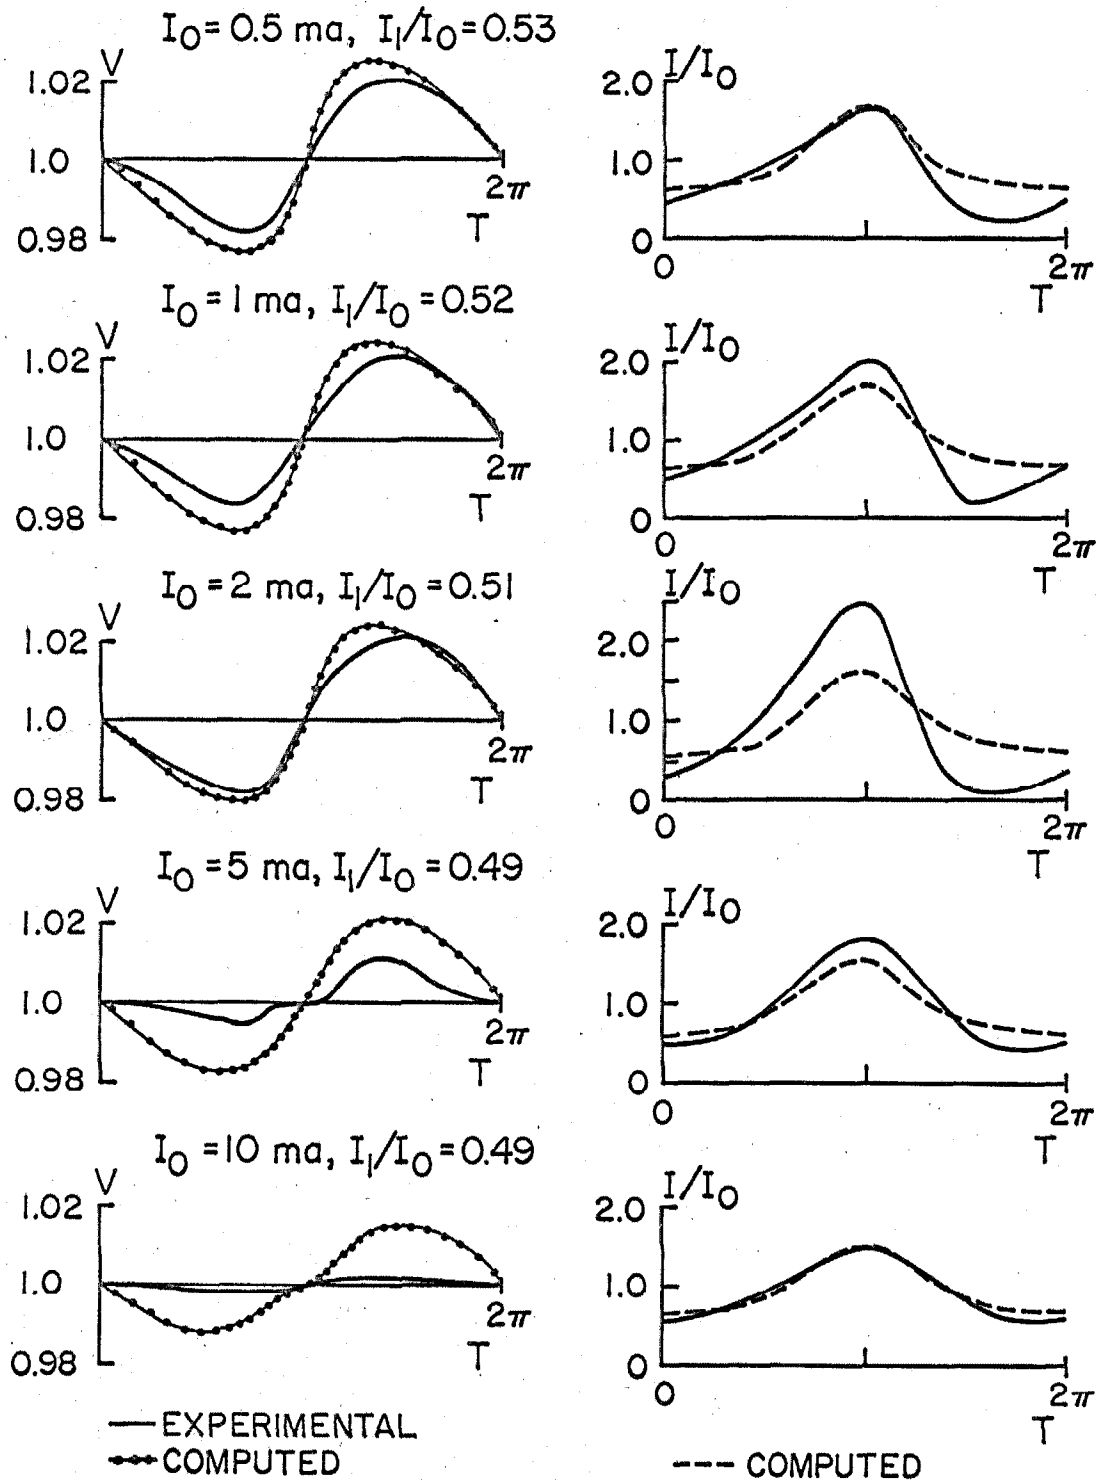 I₀ = 0.5 ma, I₁/I₀ = 0.53
V
1.02
1.0
0.98
2π
T
I/I₀
2.0
1.0
0
0
2π
T
I₀ = 1 ma, I₁/I₀ = 0.52
V
1.02
1.0
0.98
2π
T
I/I₀
2.0
1.0
0
0
2π
T
I₀ = 2 ma, I₁/I₀ = 0.51
V
1.02
1.0
0.98
2π
T
I/I₀
2.0
1.0
0
0
2π
T
I₀ = 5 ma, I₁/I₀ = 0.49
V
1.02
1.0
0.98
2π
T
I/I₀
2.0
1.0
0
0
2π
T
I₀ = 10 ma, I₁/I₀ = 0.49
V
1.02
1.0
0.98
2π
T
I/I₀
2.0
1.0
0
0
2π
T
EXPERIMENTAL
COMPUTED
COMPUTED